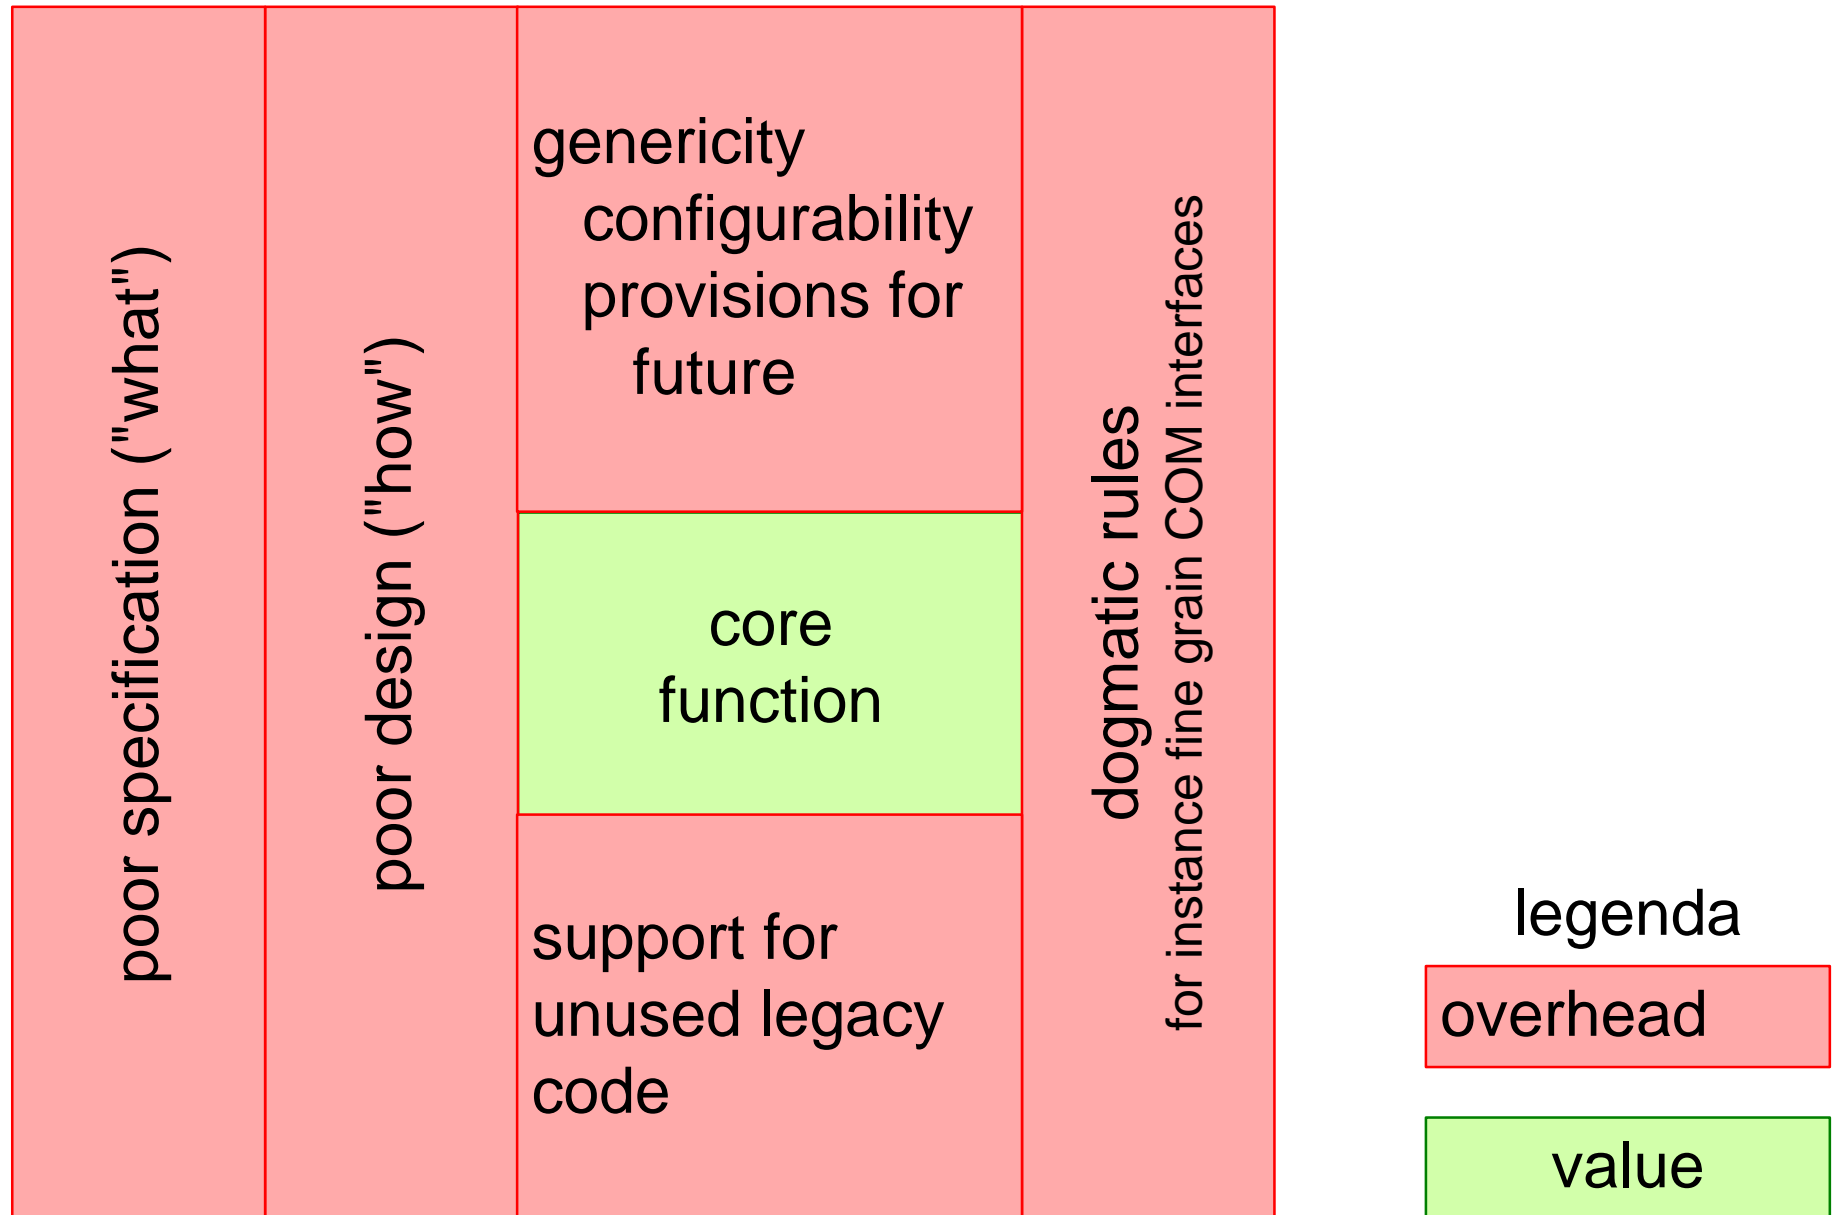 poor specification ("what")
poor design ("how")
genericity
configurability
provisions for
future
core
function
support for
unused legacy
code
dogmatic rules
for instance fine grain COM interfaces
legenda
overhead
value